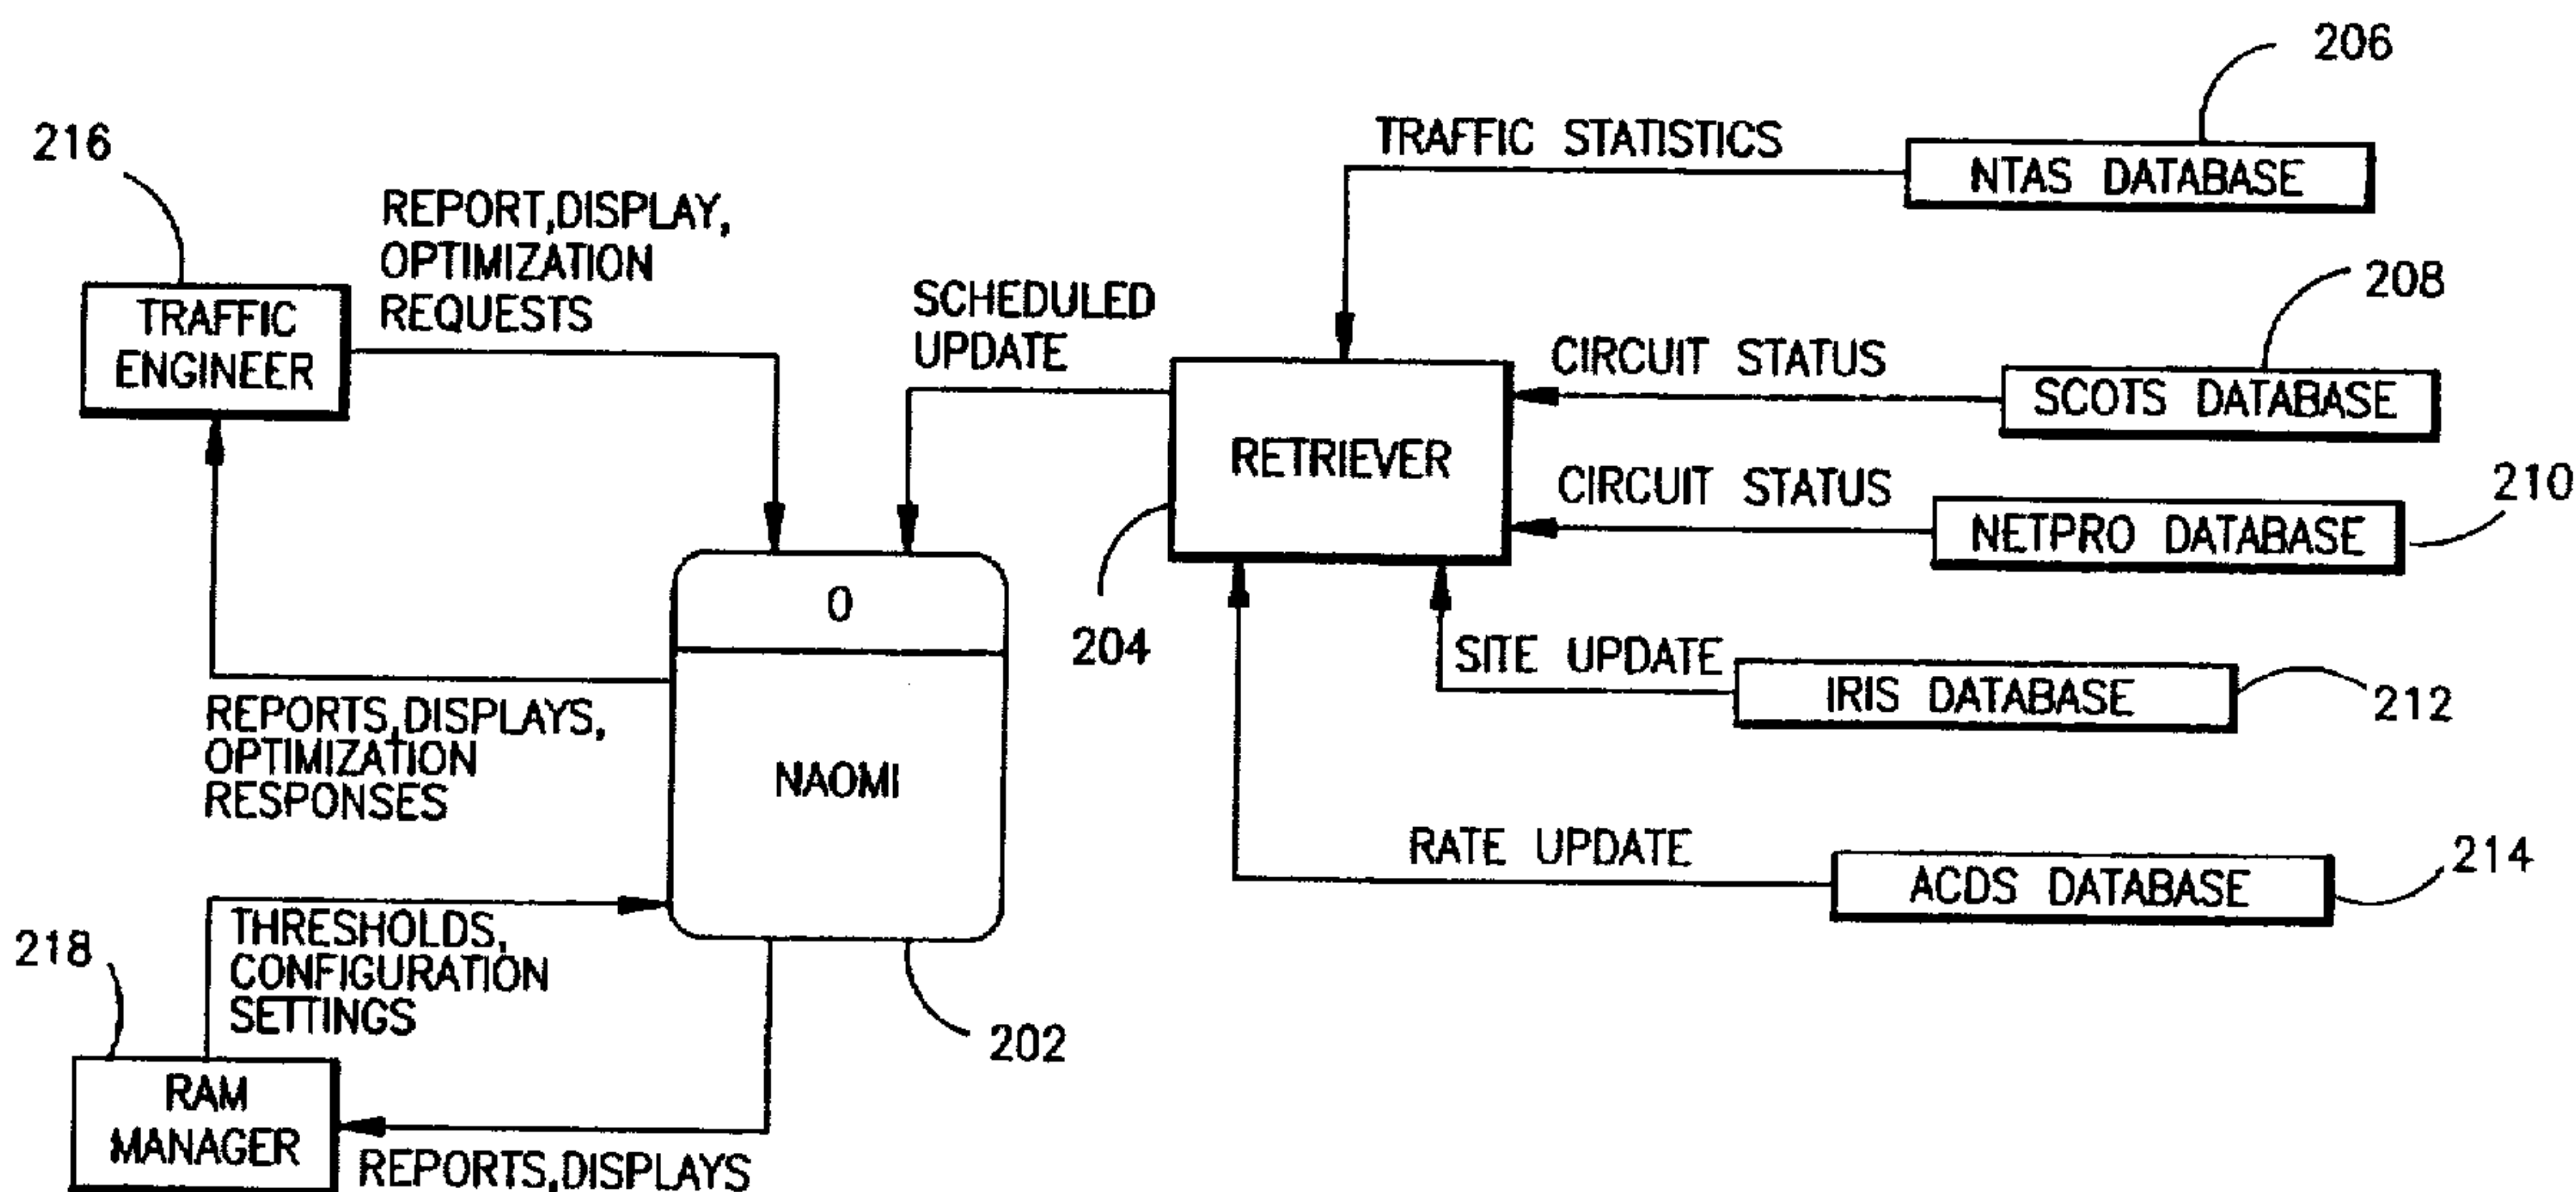 206
TRAFFIC STATISTICS
NTAS DATABASE
216
REPORT,DISPLAY,
OPTIMIZATION
REQUESTS
TRAFFIC
ENGINEER
SCHEDULED
UPDATE
208
CIRCUIT STATUS
SCOTS DATABASE
RETRIEVER
210
CIRCUIT STATUS
NETPRO DATABASE
0
204
SITE UPDATE
IRIS DATABASE
212
REPORTS,DISPLAYS,
OPTIMIZATION
RESPONSES
NAOMI
RATE UPDATE
ACDS DATABASE
214
218
THRESHOLDS,
CONFIGURATION
SETTINGS
202
RAM
MANAGER
REPORTS,DISPLAYS